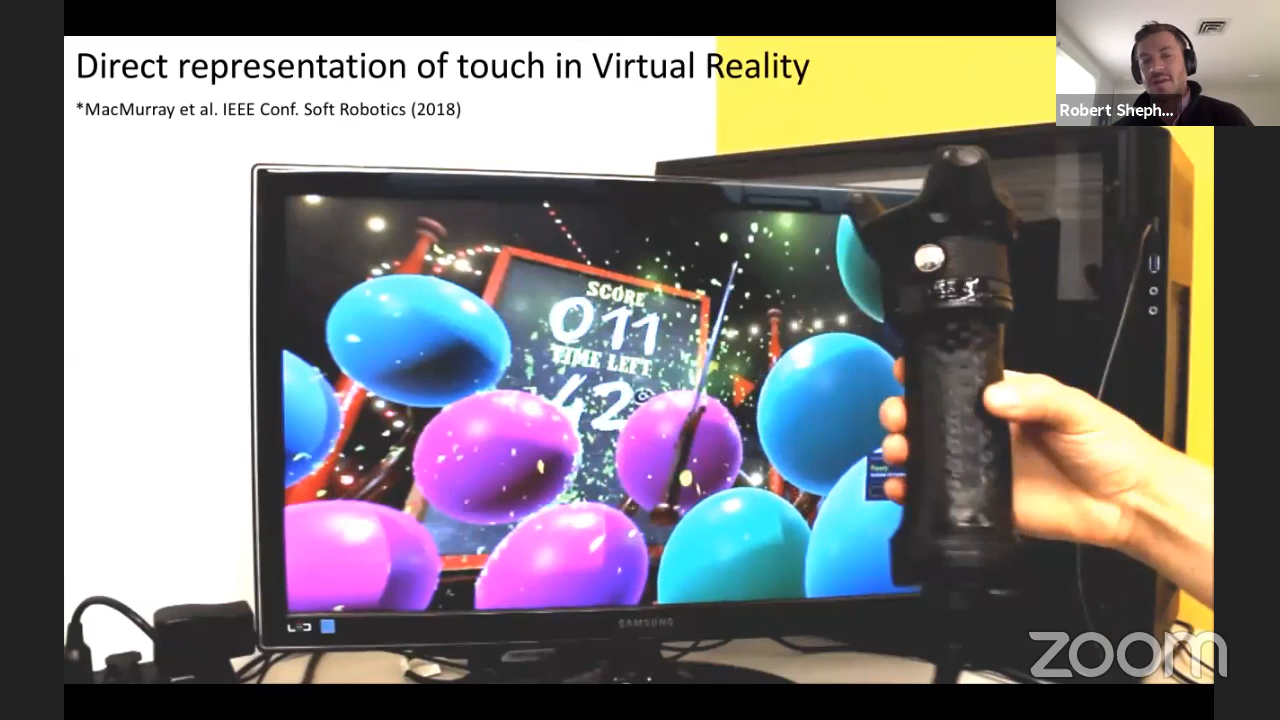 Direct representation of touch in Virtual Reality
*MacMurray et al. IEEE Conf. Soft Robotics (2018)
Robert Sheph...
SCORE
011
TIME LEFT
42
SAMSUNG
zoom